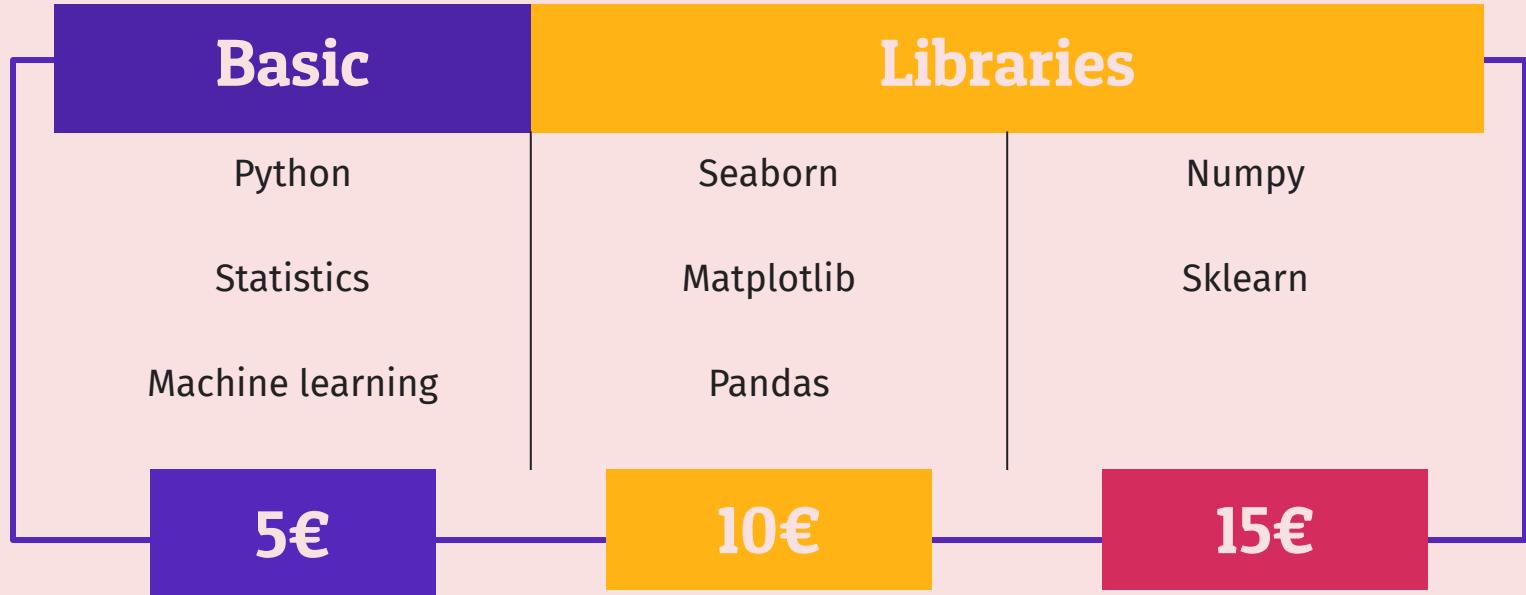 Basic
Libraries
Python
Seaborn
Numpy
Statistics
Matplotlib
Sklearn
Machine learning
Pandas
5€
10€
15€